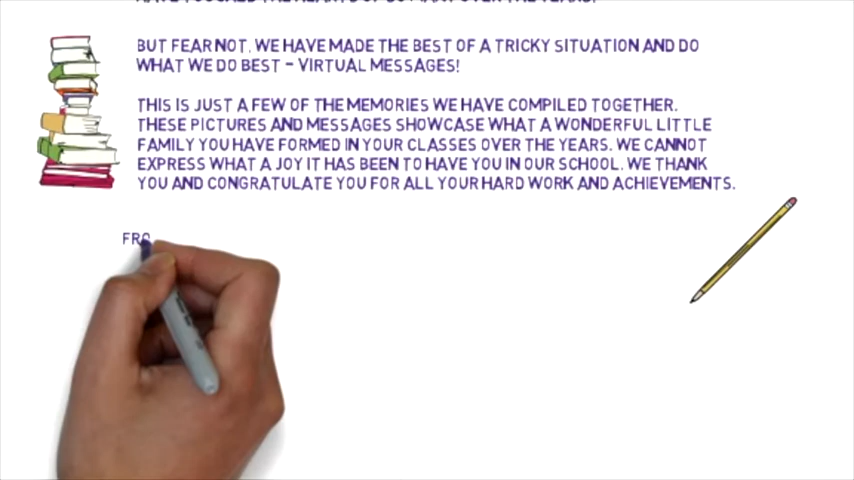 BUT FEAR NOT, WE HAVE MADE THE BEST OF A TRICKY SITUATION AND DO
WHAT WE DO BEST - VIRTUAL MESSAGES!
THIS IS JUST A FEW OF THE MEMORIES WE HAVE COMPILED TOGETHER.
THESE PICTURES AND MESSAGES SHOWCASE WHAT A WONDERFUL LITTLE
FAMILY YOU HAVE FORMED IN YOUR CLASSES OVER THE YEARS. WE CANNOT
EXPRESS WHAT A JOY IT HAS BEEN TO HAVE YOU IN OUR SCHOOL. WE THANK
YOU AND CONGRATULATE YOU FOR ALL YOUR HARD WORK AND ACHIEVEMENTS.
FRO